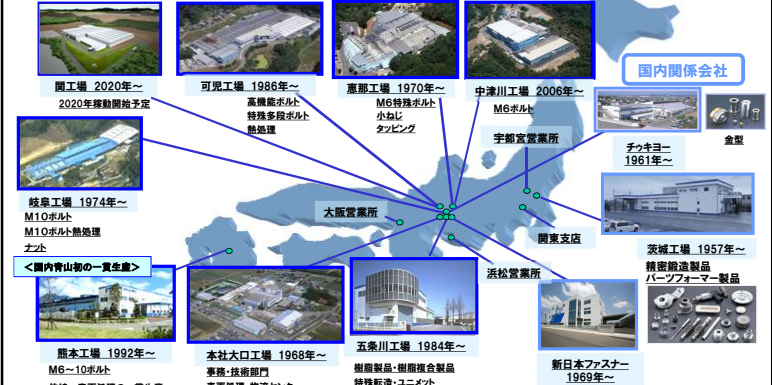 関工場 2020年～
2020年稼動開始予定
可児工場 1986年～
高機能ボルト
特殊多段ボルト
熱処理
恵那工場 1970年～
M6特殊ボルト
小ねじ
タッピング
中津川工場 2006年～
M6ボルト
国内関係会社
チゥキヨー
1961年～
金型
宇都宮営業所
岐阜工場 1974年～
M10ボルト
M10ボルト熱処理
ナット
大阪営業所
関東支店
茨城工場 1957年～
精密鍛造製品
パーツフォーマー製品
＜国内青山初の一貫生産＞
浜松営業所
熊本工場 1992年～
M6～10ボルト
本社大口工場 1968年～
事務・技術部門
五条川工場 1984年～
樹脂製品・樹脂複合製品
特殊転造・ユニメット
新日本ファスナー
1969年～